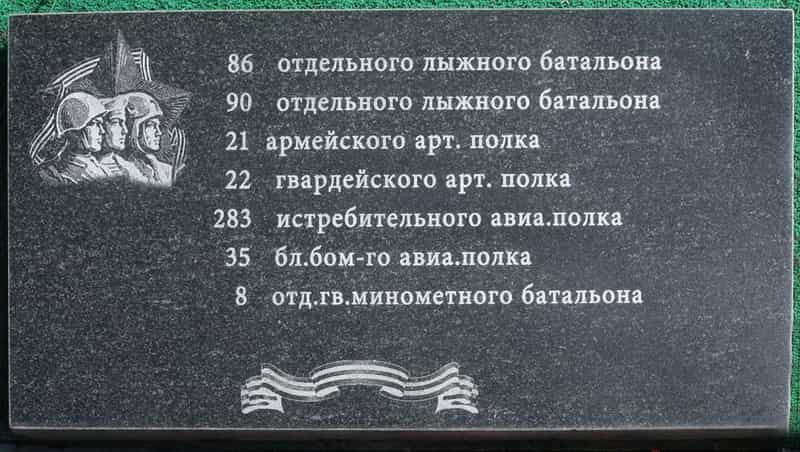 86 отдельного лыжного батальона
90 отдельного лыжного батальона
21 армейского арт. полка
22 гвардейского арт. полка
283 истребительного авиа.полка
35 бл.бом-го авиа.полка
8 отд.гв.минометного батальона